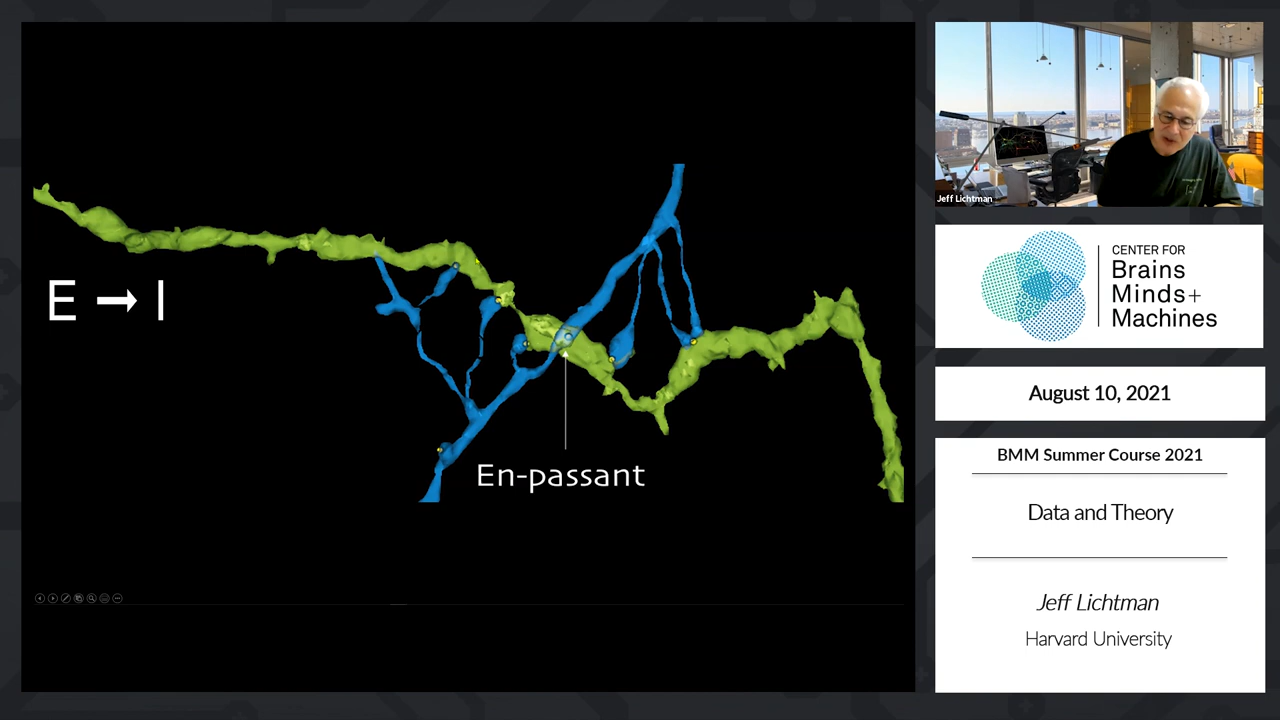 E → I
En-passant
Jeff Lichtman
CENTER FOR
Brains
Minds+
Machines
August 10, 2021
BMM Summer Course 2021
Data and Theory
Jeff Lichtman
Harvard University